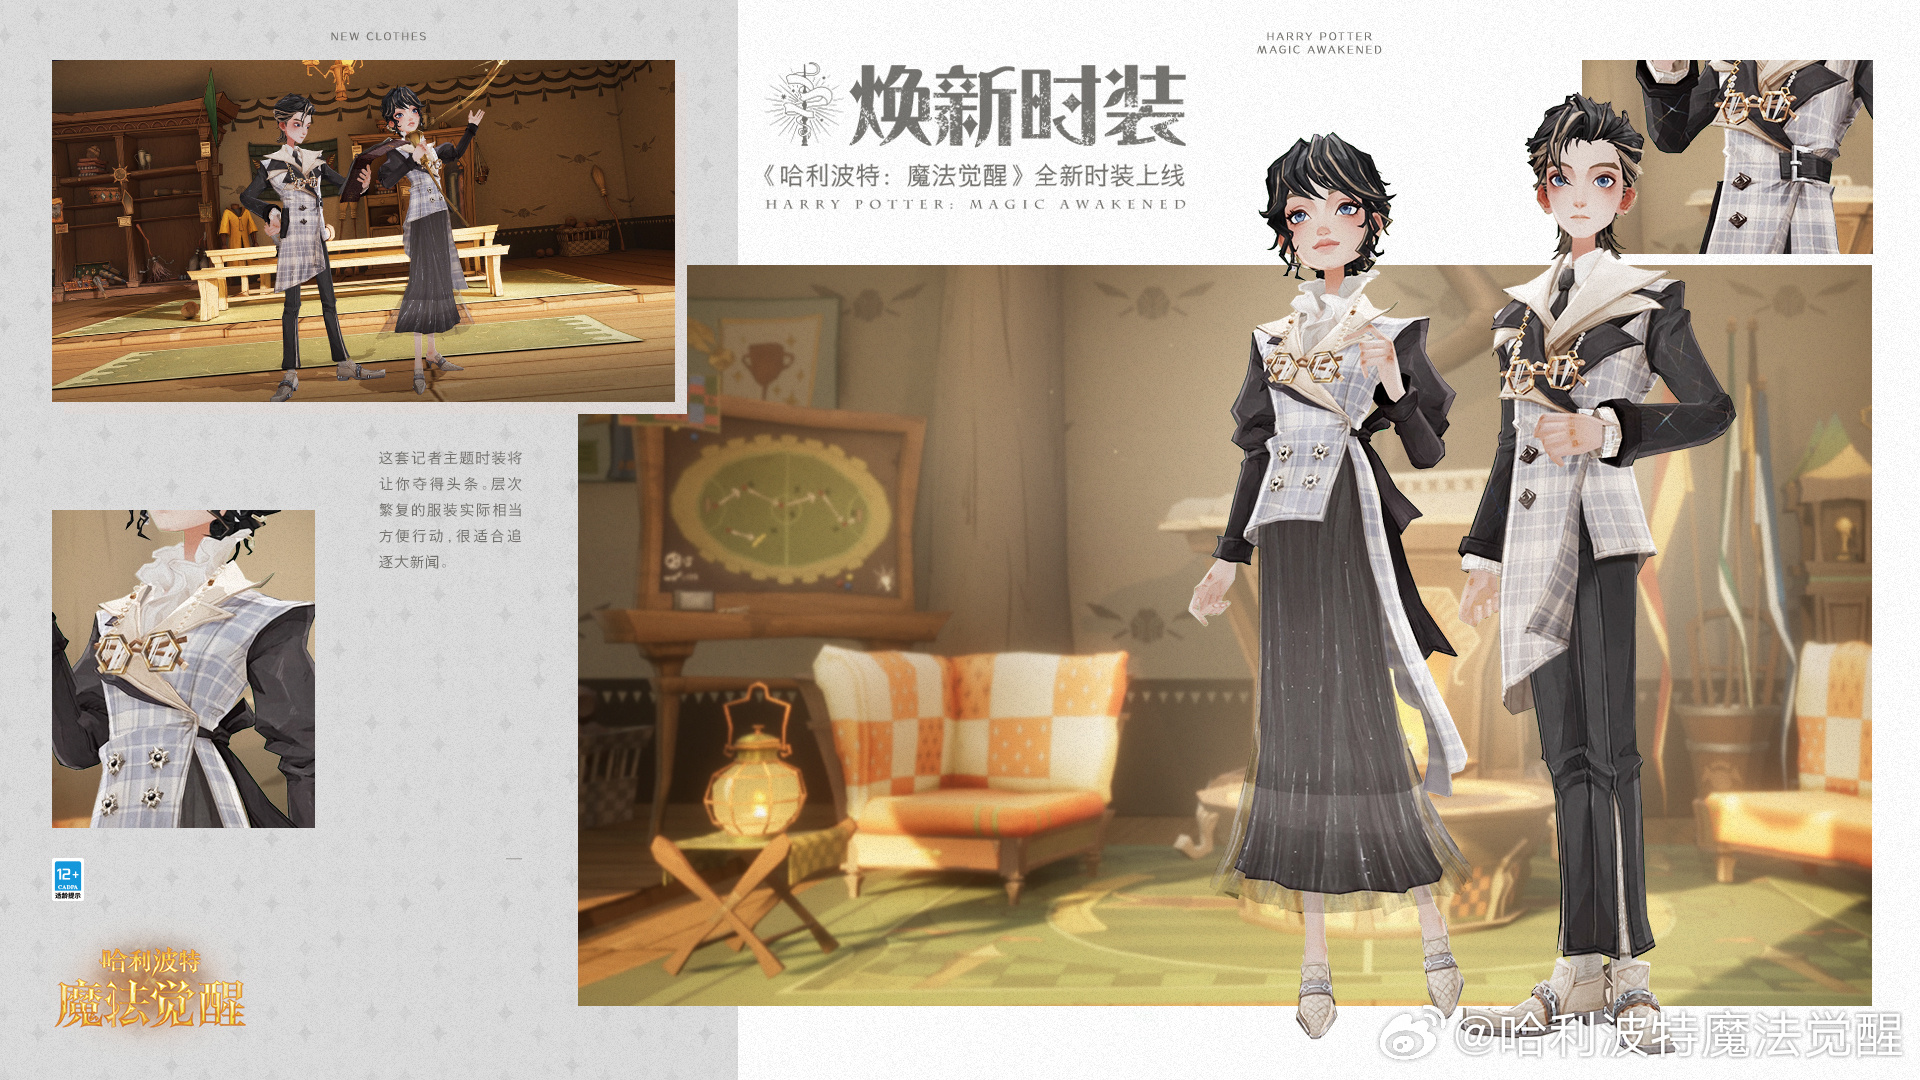 NEW CLOTHES
HARRY POTTER
MAGIC AWAKENED
焕新时装
《哈利波特：魔法觉醒》全新时装上线
HARRY POTTER: MAGIC AWAKENED
这套记者主题时装将
让你夺得头条。层次
繁复的服装实际相当
方便行动，很适合追
逐大新闻。
12+
CADPA
适龄提示
哈利波特
魔法觉醒
@哈利波特魔法觉醒